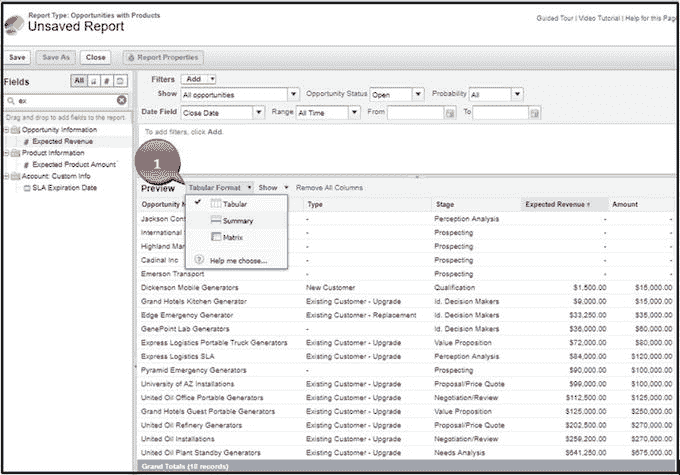 Report Type: Opportunities with Products
Unsaved Report
Guided Tour | Video Tutorial | Help for this Page
Save Save As Close Report Properties
Fields All #
Filters Add
ex
Show All opportunities Opportunity Status Open Probability All
Drag and drop to add fields to the report.
Date Field Close Date Range All Time From To
Opportunity Information
# Expected Revenue
To add filters, click Add.
Product Information
# Expected Product Amount
Account: Custom Info
SLA Expiration Date
1
Preview Tabular Format Show Remove All Columns
Tabular
Summary
Matrix
Help me choose...
Opportunity Type Stage Expected Revenue ↑ Amount
Jackson - Perception Analysis - -
International - Prospecting - -
Highland - Prospecting - -
Cadinal Inc - Prospecting - -
Emerson Transport - Prospecting - -
Dickenson Mobile Generators New Customer Qualification $1,500.00 $15,000.00
Grand Hotels Kitchen Generator Existing Customer - Upgrade Id. Decision Makers $9,000.00 $15,000.00
Edge Emergency Generator Existing Customer - Replacement Id. Decision Makers $33,250.00 $35,000.00
GenePoint Lab Generators - Id. Decision Makers $36,000.00 $60,000.00
Express Logistics Portable Truck Generators Existing Customer - Upgrade Value Proposition $72,000.00 $80,000.00
Express Logistics SLA Existing Customer - Upgrade Perception Analysis $84,000.00 $120,000.00
Pyramid Emergency Generators - Prospecting $90,000.00 $100,000.00
University of AZ Installations Existing Customer - Upgrade Proposal/Price Quote $99,000.00 $100,000.00
United Oil Office Portable Generators Existing Customer - Upgrade Negotiation/Review $112,500.00 $125,000.00
Grand Hotels Guest Portable Generators Existing Customer - Upgrade Value Proposition $125,000.00 $250,000.00
United Oil Refinery Generators Existing Customer - Upgrade Proposal/Price Quote $202,500.00 $270,000.00
United Oil Installations Existing Customer - Upgrade Negotiation/Review $259,200.00 $270,000.00
United Oil Plant Standby Generators Existing Customer - Upgrade Needs Analysis $641,250.00 $675,000.00
Grand Totals (18 records)